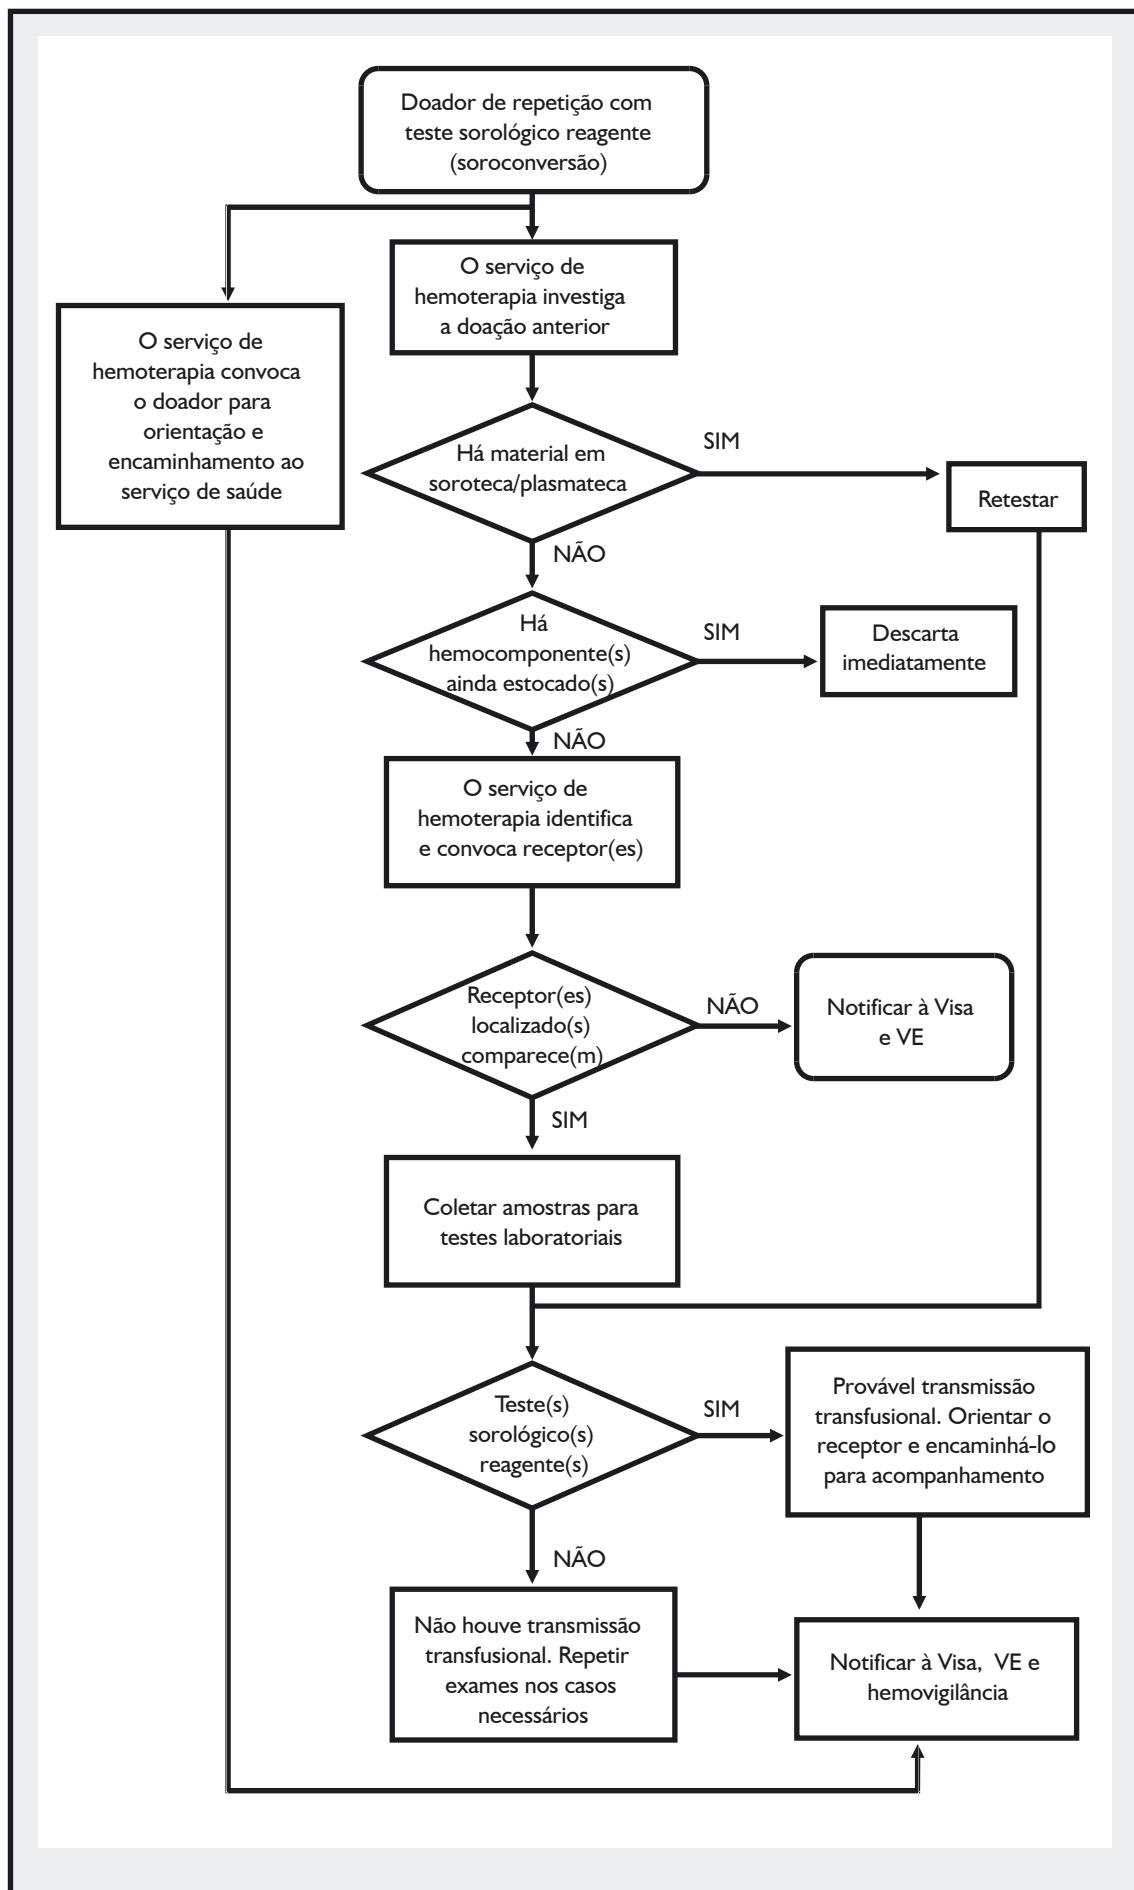 Doador de repetição com
teste sorológico reagente
(soroconversão)
O serviço de
hemoterapia investiga
a doação anterior
O serviço de
hemoterapia convoca
o doador para
orientação e
encaminhamento ao
serviço de saúde
Há material em
soroteca/plasmateca
SIM
Retestar
NÃO
Há
hemocomponente(s)
ainda estocado(s)
SIM
Descarta
imediatamente
NÃO
O serviço de
hemoterapia identifica
e convoca receptor(es)
Receptor(es)
localizado(s)
comparece(m)
NÃO
Notificar à Visa
e VE
SIM
Coletar amostras para
testes laboratoriais
Teste(s)
sorológico(s)
reagente(s)
SIM
Provável transmissão
transfusional. Orientar o
receptor e encaminhá-lo
para acompanhamento
NÃO
Não houve transmissão
transfusional. Repetir
exames nos casos
necessários
Notificar à Visa, VE e
hemovigilância